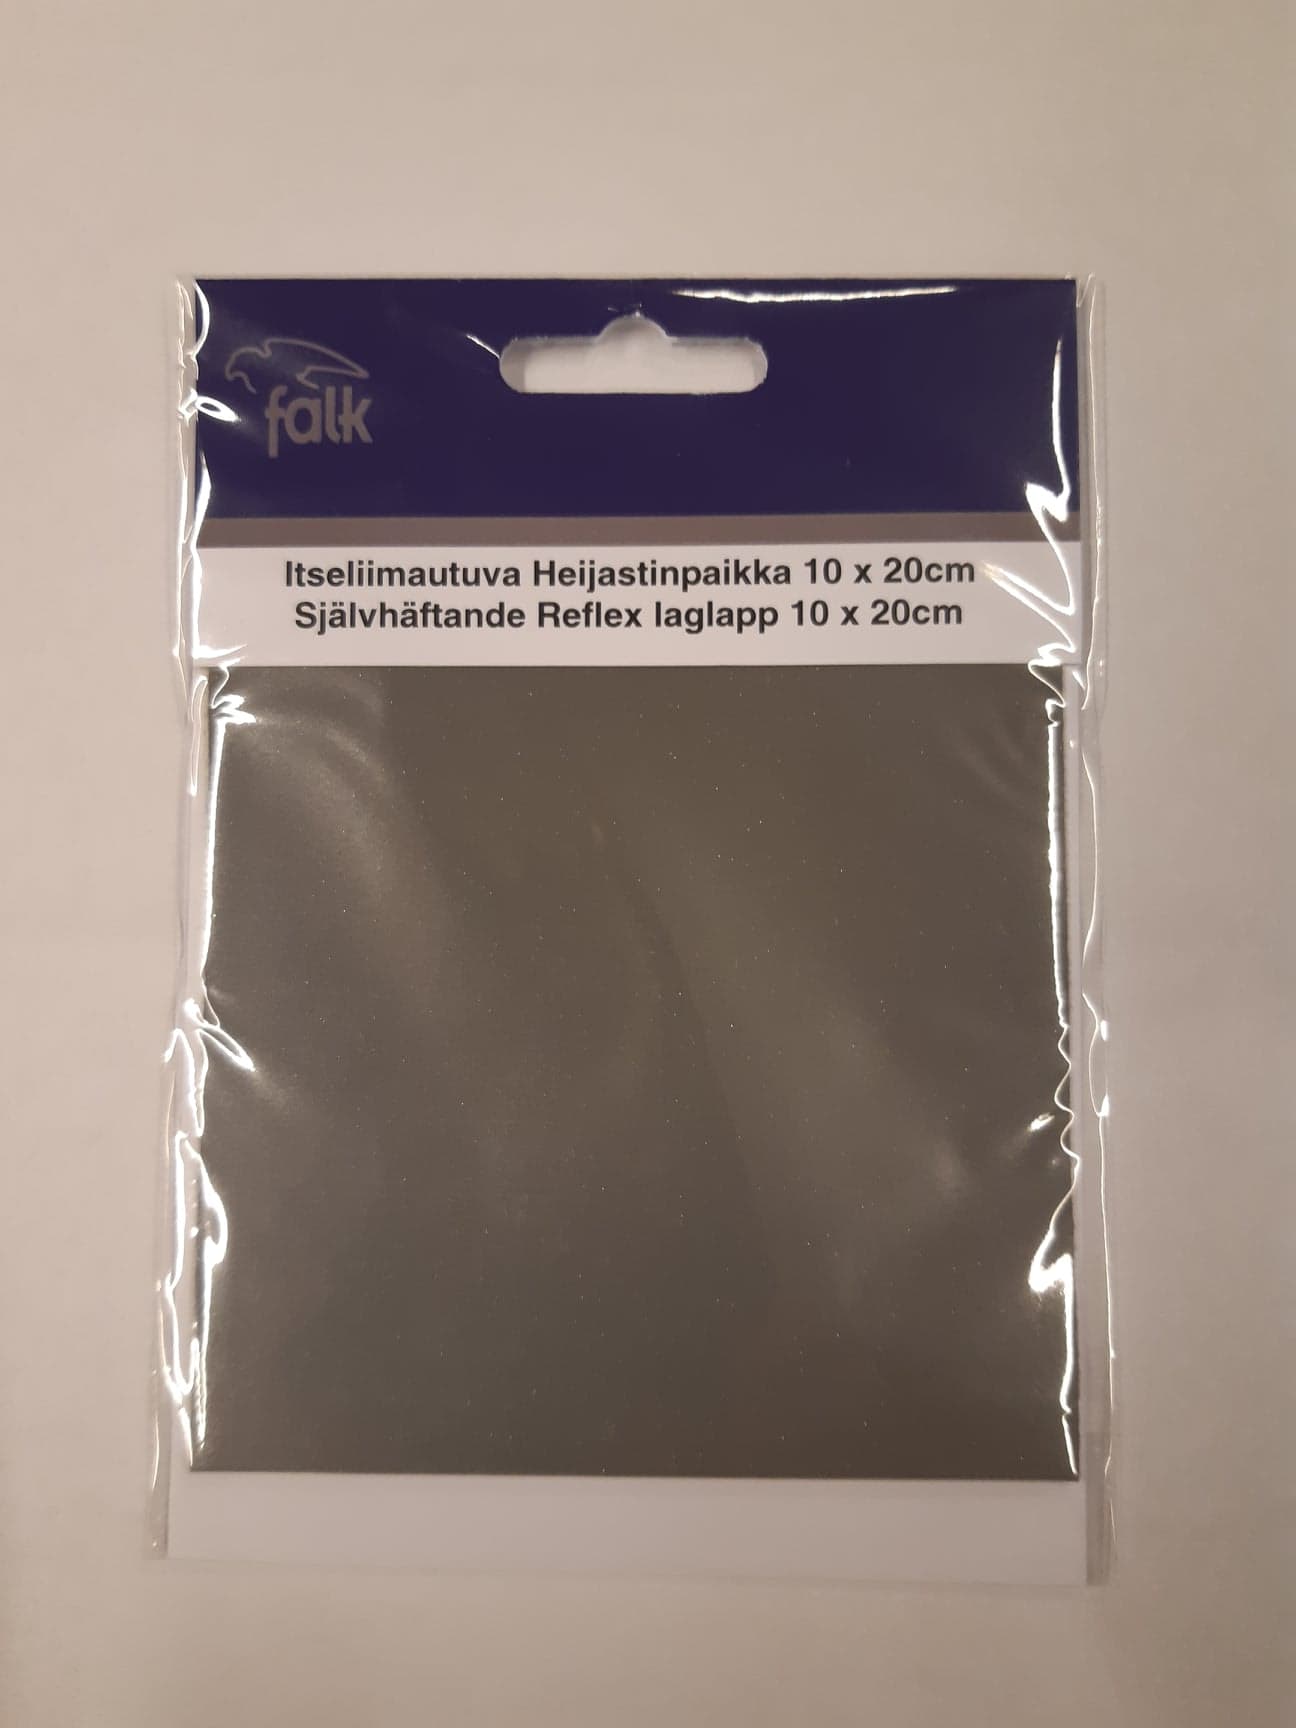 falk
Itseliimautuva Heijastinpaikka 10 x 20cm
Självhäftande Reflex laglapp 10 x 20cm